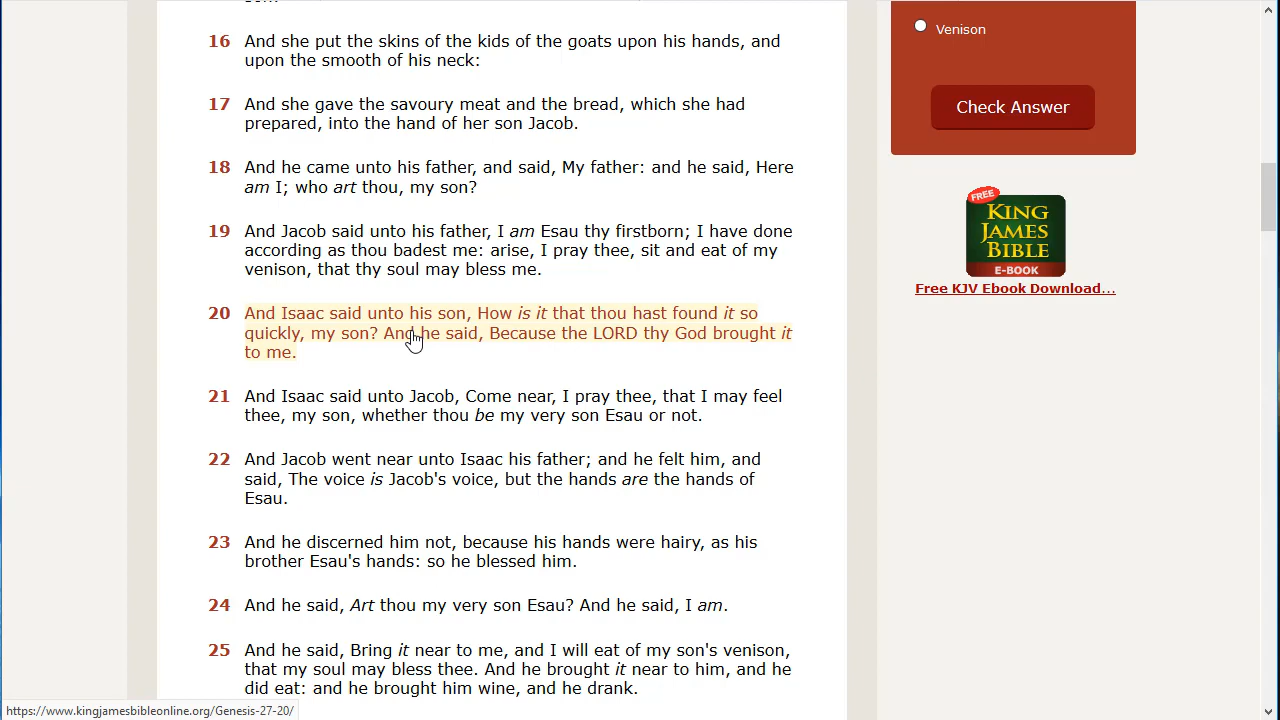 16 And she put the skins of the kids of the goats upon his hands, and
upon the smooth of his neck:
17 And she gave the savoury meat and the bread, which she had
prepared, into the hand of her son Jacob.
18 And he came unto his father, and said, My father: and he said, Here
am I; who art thou, my son?
19 And Jacob said unto his father, I am Esau thy firstborn; I have done
according as thou badest me: arise, I pray thee, sit and eat of my
venison, that thy soul may bless me.
20 And Isaac said unto his son, How is it that thou hast found it so
quickly, my son? And he said, Because the LORD thy God brought it
to me.
21 And Isaac said unto Jacob, Come near, I pray thee, that I may feel
thee, my son, whether thou be my very son Esau or not.
22 And Jacob went near unto Isaac his father; and he felt him, and
said, The voice is Jacob's voice, but the hands are the hands of
Esau.
23 And he discerned him not, because his hands were hairy, as his
brother Esau's hands: so he blessed him.
24 And he said, Art thou my very son Esau? And he said, I am.
25 And he said, Bring it near to me, and I will eat of my son's venison,
that my soul may bless thee. And he brought it near to him, and he
did eat: and he brought him wine, and he drank.
Venison
Check Answer
FREE
KING
JAMES
BIBLE
E-BOOK
Free KJV Ebook Download...
https://www.kingjamesbibleonline.org/Genesis-27-20/